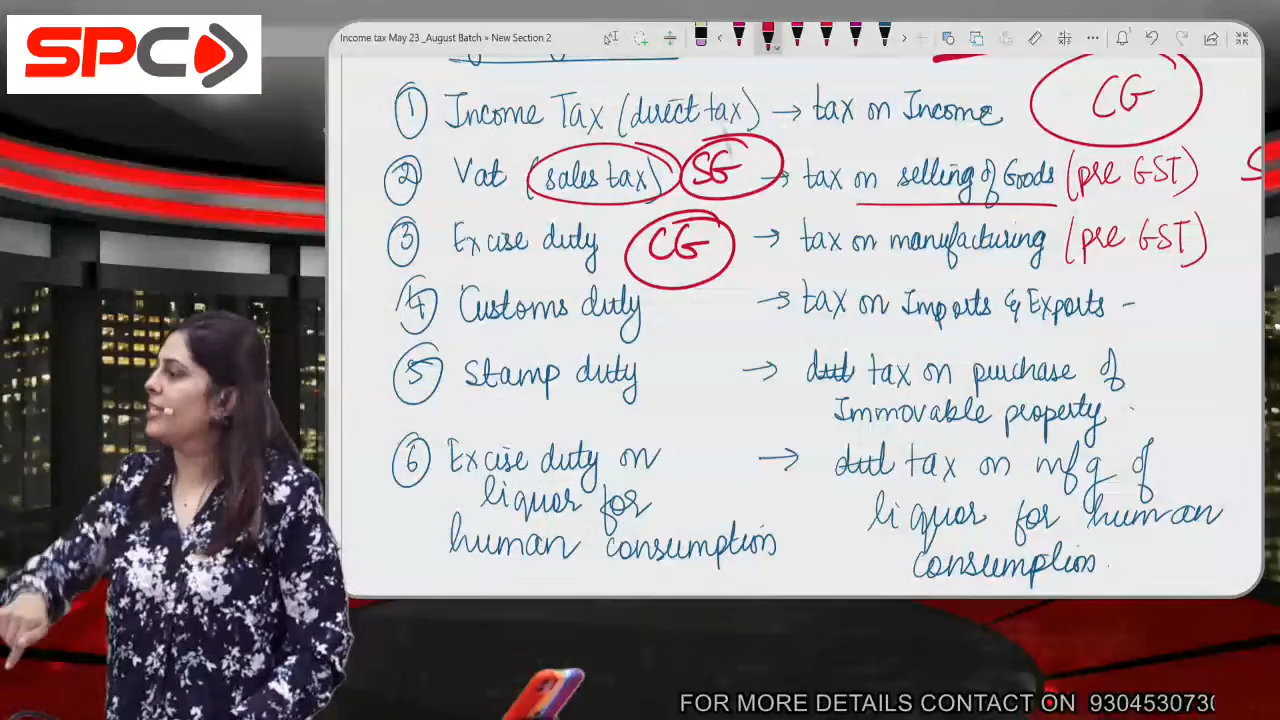 SPC
Income tax May 23 _August Batch » New Section 2
① Income Tax (direct tax) → tax on Income CG
② Vat (sales tax) SG → tax on selling of Goods (pre GST) S
③ Excise duty CG → tax on manufacturing (pre GST)
④ Customs duty → tax on Imports & Exports -
⑤ Stamp duty → tax on purchase of
Immovable property
⑥ Excise duty on → tax on mfg of
liquor for liquor for human
human consumption consumption
FOR MORE DETAILS CONTACT ON 9304530730